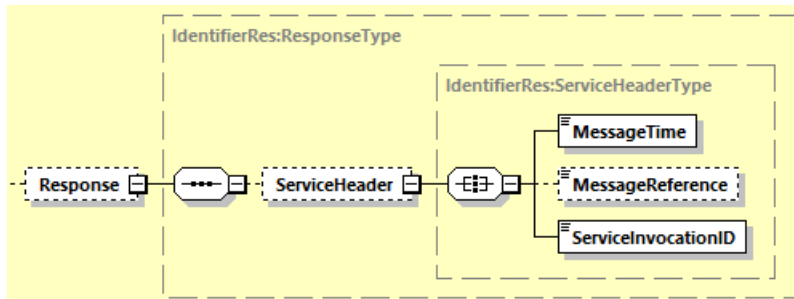 IdentifierRes:ResponseType
IdentifierRes:ServiceHeaderType
MessageTime
Response
ServiceHeader
MessageReference
ServiceInvocationID